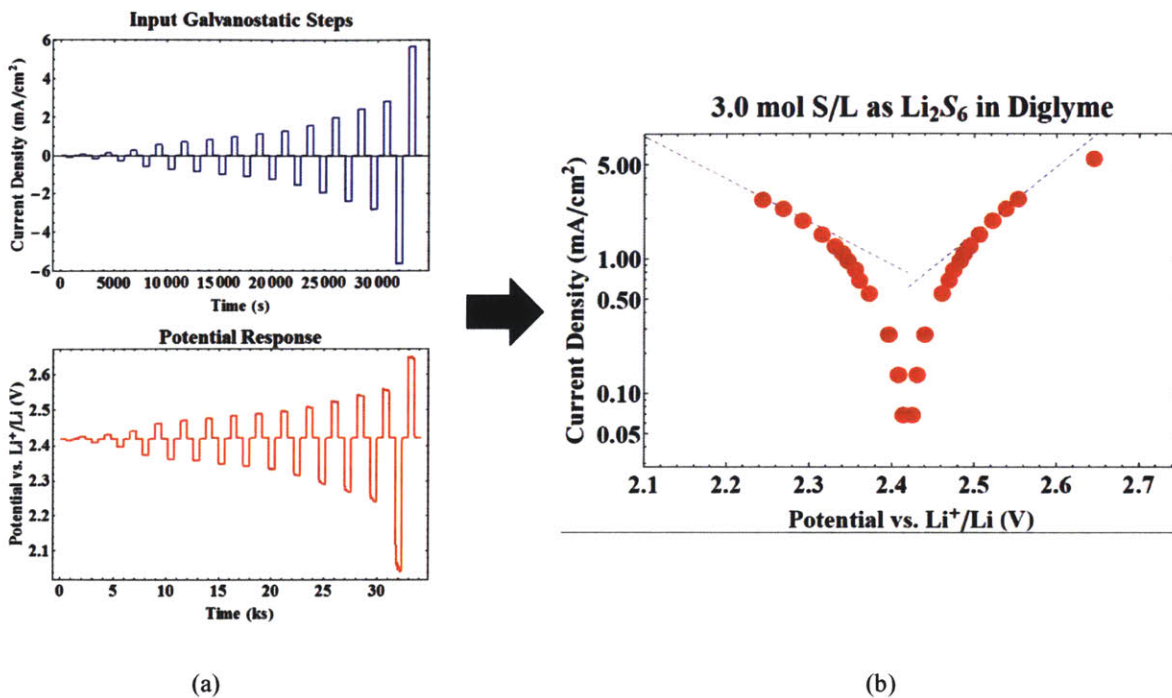 Input Galvanostatic Steps
Current Density (mA/cm²)
6
4
2
0
−2
−4
−6
0 5000 10 000 15 000 20 000 25 000 30 000
Time (s)
Potential Response
Potential vs. Li⁺/Li (V)
2.6
2.5
2.4
2.3
2.2
2.1
0 5 10 15 20 25 30
Time (ks)
(a)
3.0 mol S/L as Li₂S₆ in Diglyme
Current Density (mA/cm²)
5.00
1.00
0.50
0.10
0.05
2.1 2.2 2.3 2.4 2.5 2.6 2.7
Potential vs. Li⁺/Li (V)
(b)